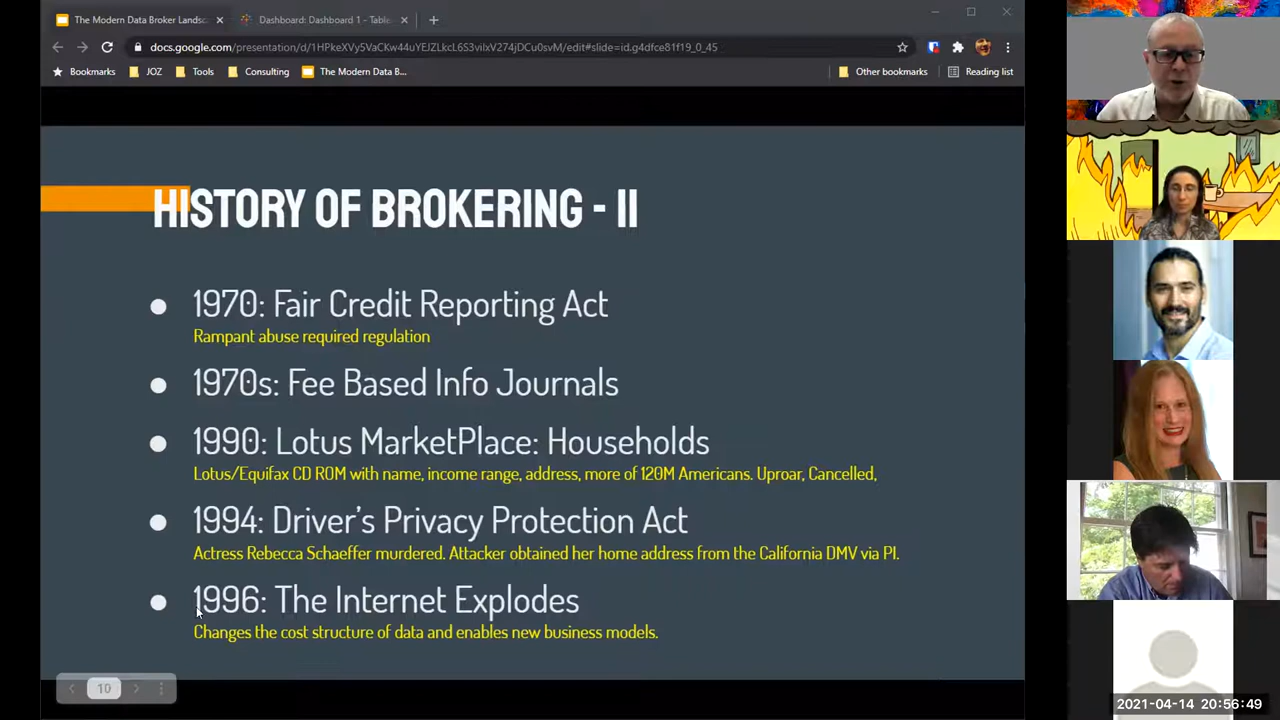 The Modern Data Broker Landsc
Dashboard: Dashboard 1 - Table
docs.google.com/presentation/d/1HPkeXVy5VaCKw44uYEJZLkcL6S3vilxV274jDCu0svM/edit#slide=id.g4dfce81f19_0_45
Bookmarks JOZ Tools Consulting The Modern Data B... Other bookmarks Reading list
HISTORY OF BROKERING - II
● 1970: Fair Credit Reporting Act
Rampant abuse required regulation
● 1970s: Fee Based Info Journals
● 1990: Lotus MarketPlace: Households
Lotus/Equifax CD ROM with name, income range, address, more of 120M Americans. Uproar, Cancelled,
● 1994: Driver's Privacy Protection Act
Actress Rebecca Schaeffer murdered. Attacker obtained her home address from the California DMV via PI.
● 1996: The Internet Explodes
Changes the cost structure of data and enables new business models.
10
2021-04-14 20:56:49